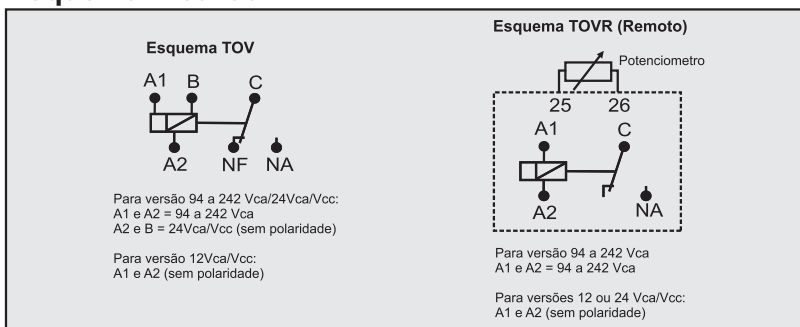 Esquema TOV
A1 B C
A2 NF NA
Para versão 94 a 242 Vca/24Vca/Vcc:
A1 e A2 = 94 a 242 Vca
A2 e B = 24Vca/Vcc (sem polaridade)
Para versão 12Vca/Vcc:
A1 e A2 (sem polaridade)
Esquema TOVR (Remoto)
Potenciometro
25 26
A1 C
A2 NA
Para versão 94 a 242 Vca
A1 e A2 = 94 a 242 Vca
Para versões 12 ou 24 Vca/Vcc:
A1 e A2 (sem polaridade)